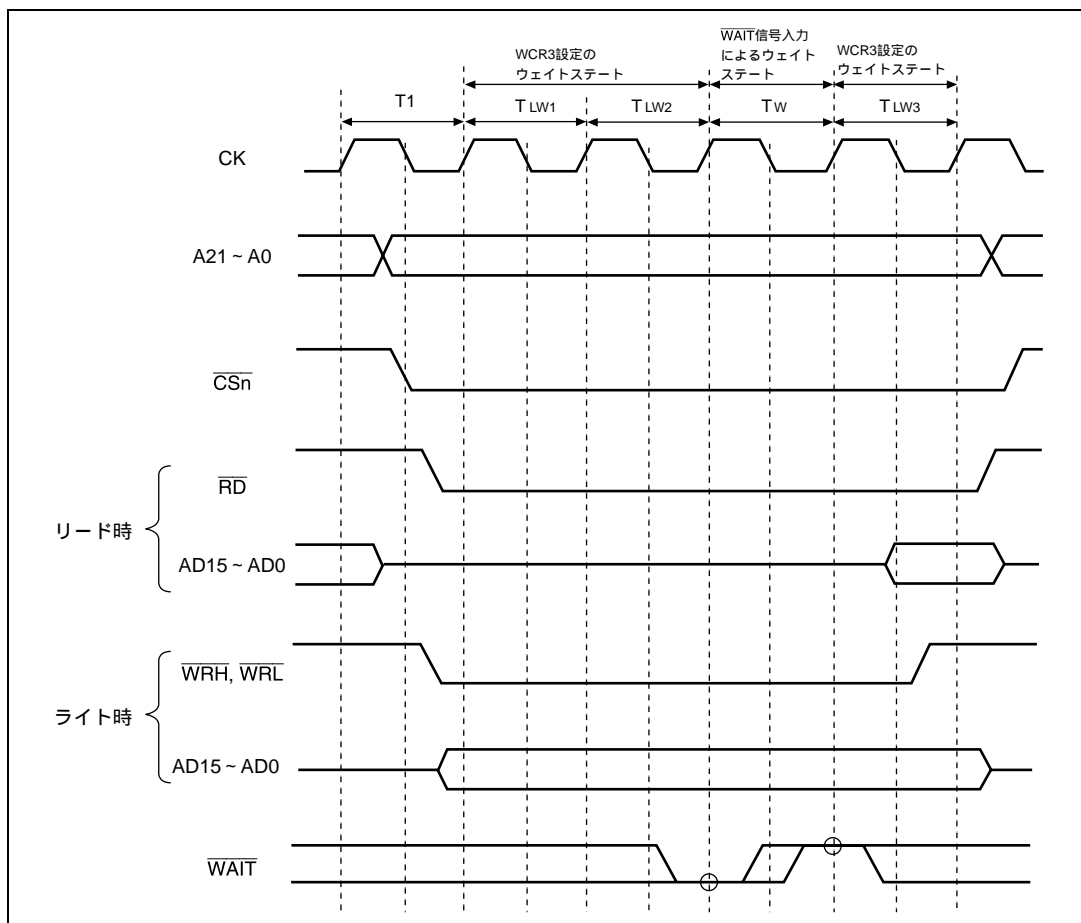 WCR3設定の
ウェイトステート
WAIT信号入力
によるウェイト
ステート
WCR3設定の
ウェイトステート
T1
TLW1
TLW2
TW
TLW3
CK
A21 ~ A0
CSn
リード時
RD
AD15 ~ AD0
ライト時
WRH, WRL
AD15 ~ AD0
WAIT